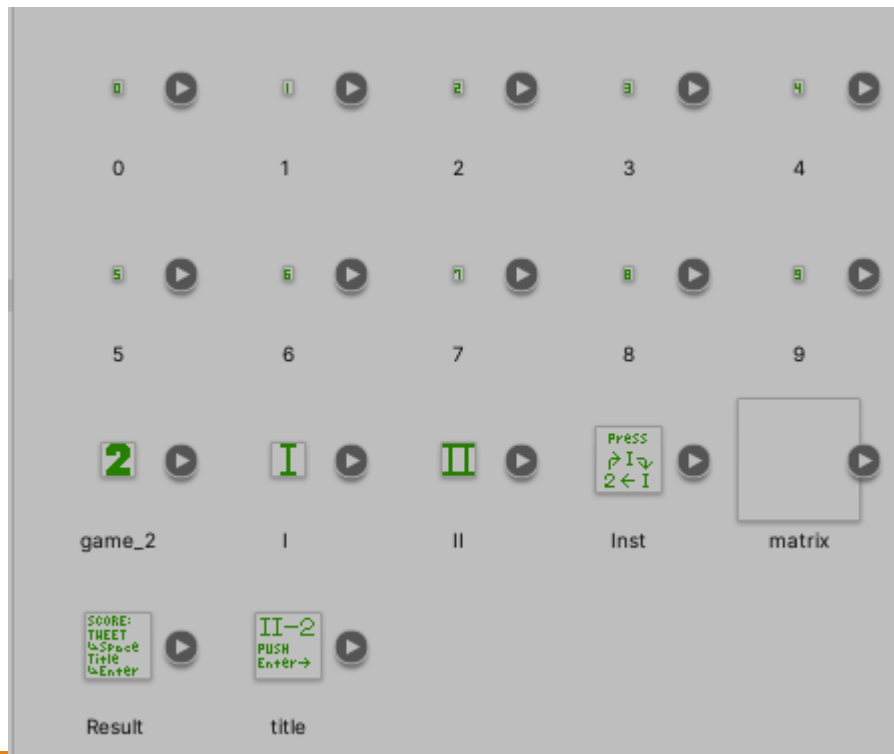 0 1 2 3 4
0 1 2 3 4
5 6 7 8 9
5 6 7 8 9
2 I II
Press
↱I↴
2←I
game_2 I II Inst matrix
SCORE:
TWEET
↳Space
Title
↳Enter
II-2
PUSH
Enter→
Result title